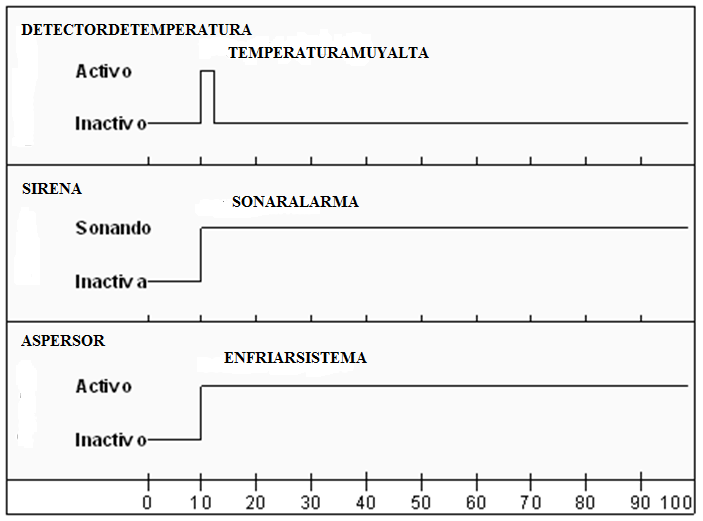 DETECTORDETEMPERATURA
TEMPERATURAMUYALTA
Activo
Inactivo
SIRENA
SONARALARMA
Sonando
Inactiva
ASPERSOR
ENFRIARSISTEMA
Activo
Inactivo
0 10 20 30 40 50 60 70 80 90 100